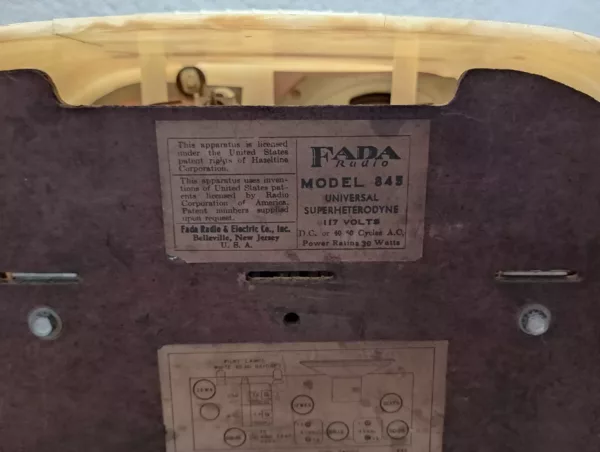 This apparatus is licensed
under the United States
patent rights of Hazeltine
Corporation.
This apparatus uses inven-
tions of United States pat-
ents licensed by Radio
Corporation of America.
Patent numbers supplied
upon request.
Fada Radio & Electric Co., Inc.
Belleville, New Jersey
U. S. A.
FADA
Radio
MODEL 845
UNIVERSAL
SUPERHETERODYNE
117 VOLTS
D.C. or Cycles A.C.
Power Rating 30 Watts